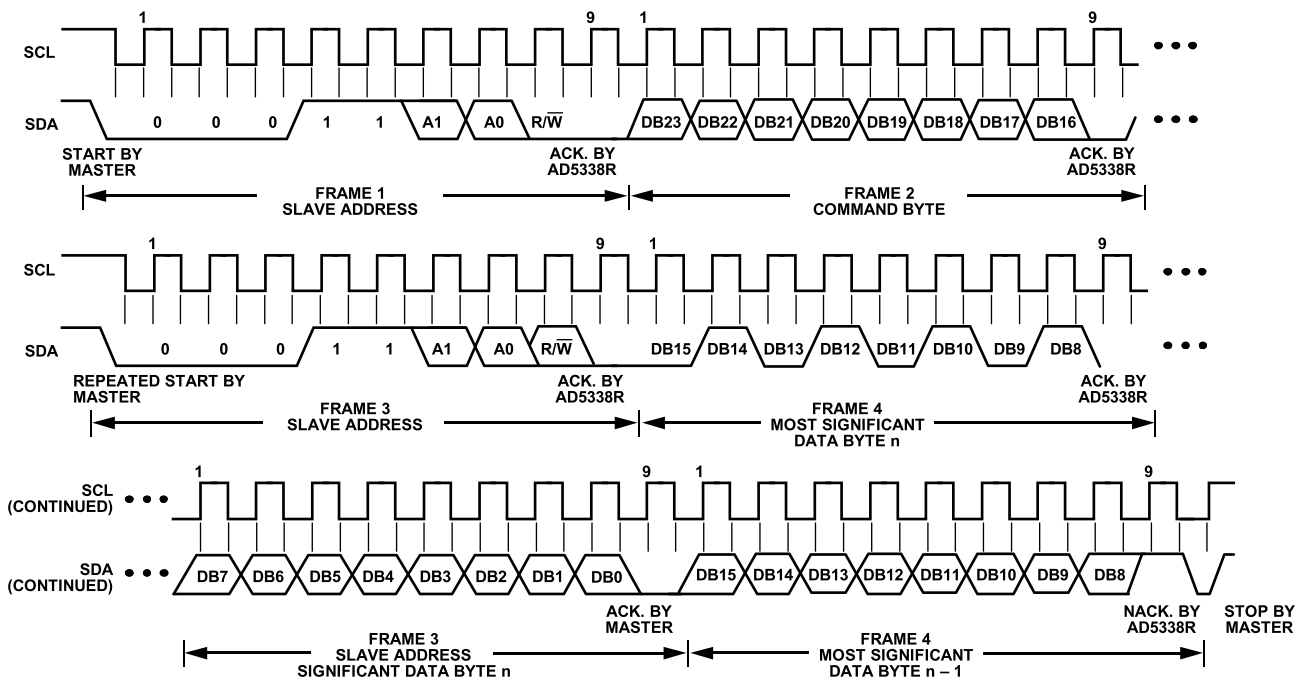 1 9 1 9
SCL
SDA 0 0 0 1 1 A1 A0 R/W DB23 DB22 DB21 DB20 DB19 DB18 DB17 DB16
START BY
MASTER
ACK. BY
AD5338R
ACK. BY
AD5338R
FRAME 1
SLAVE ADDRESS
FRAME 2
COMMAND BYTE
1 9 1 9
SCL
SDA 0 0 0 1 1 A1 A0 R/W DB15 DB14 DB13 DB12 DB11 DB10 DB9 DB8
REPEATED START BY
MASTER
ACK. BY
AD5338R
ACK. BY
AD5338R
FRAME 3
SLAVE ADDRESS
FRAME 4
MOST SIGNIFICANT
DATA BYTE n
1 9 1 9
SCL
(CONTINUED)
SDA
(CONTINUED)
DB7 DB6 DB5 DB4 DB3 DB2 DB1 DB0 DB15 DB14 DB13 DB12 DB11 DB10 DB9 DB8
ACK. BY
MASTER
NACK. BY
AD5338R
STOP BY
MASTER
FRAME 3
SLAVE ADDRESS
SIGNIFICANT DATA BYTE n
FRAME 4
MOST SIGNIFICANT
DATA BYTE n – 1